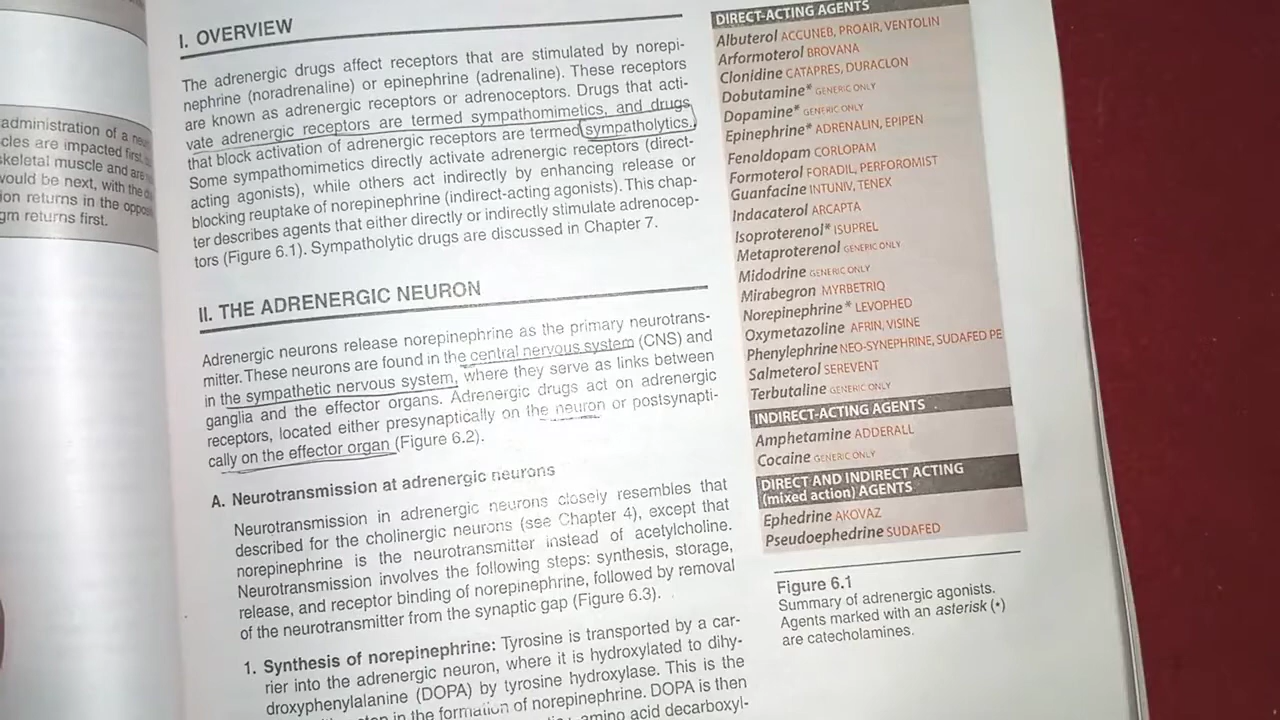 administration of a
cles are impacted first,
skeletal muscle and are
would be next, with the
ion returns in the
gm returns first.
I. OVERVIEW
The adrenergic drugs affect receptors that are stimulated by norepi-
nephrine (noradrenaline) or epinephrine (adrenaline). These receptors
are known as adrenergic receptors or adrenoceptors. Drugs that acti-
vate adrenergic receptors are termed sympathomimetics, and drugs
that block activation of adrenergic receptors are termed sympatholytics.
Some sympathomimetics directly activate adrenergic receptors (direct-
acting agonists), while others act indirectly by enhancing release or
blocking reuptake of norepinephrine (indirect-acting agonists). This chap-
ter describes agents that either directly or indirectly stimulate adrenocep-
tors (Figure 6.1). Sympatholytic drugs are discussed in Chapter 7.
II. THE ADRENERGIC NEURON
Adrenergic neurons release norepinephrine as the primary neurotrans-
mitter. These neurons are found in the central nervous system (CNS) and
in the sympathetic nervous system, where they serve as links between
ganglia and the effector organs. Adrenergic drugs act on adrenergic
receptors, located either presynaptically on the neuron or postsynapti-
cally on the effector organ (Figure 6.2).
A. Neurotransmission at adrenergic neurons
Neurotransmission in adrenergic neurons closely resembles that
described for the cholinergic neurons (see Chapter 4), except that
norepinephrine is the neurotransmitter instead of acetylcholine.
Neurotransmission involves the following steps: synthesis, storage,
release, and receptor binding of norepinephrine, followed by removal
of the neurotransmitter from the synaptic gap (Figure 6.3).
1. Synthesis of norepinephrine: Tyrosine is transported by a car-
rier into the adrenergic neuron, where it is hydroxylated to dihy-
droxyphenylalanine (DOPA) by tyrosine hydroxylase. This is the
step in the formation of norepinephrine. DOPA is then
amino acid decarboxyl-
DIRECT-ACTING AGENTS
Albuterol ACCUNEB, PROAIR, VENTOLIN
Arformoterol BROVANA
Clonidine CATAPRES, DURACLON
Dobutamine* GENERIC ONLY
Dopamine* GENERIC ONLY
Epinephrine* ADRENALIN, EPIPEN
Fenoldopam CORLOPAM
Formoterol FORADIL, PERFOROMIST
Guanfacine INTUNIV, TENEX
Indacaterol ARCAPTA
Isoproterenol* ISUPREL
Metaproterenol GENERIC ONLY
Midodrine GENERIC ONLY
Mirabegron MYRBETRIQ
Norepinephrine* LEVOPHED
Oxymetazoline AFRIN, VISINE
Phenylephrine NEO-SYNEPHRINE, SUDAFED PE
Salmeterol SEREVENT
Terbutaline GENERIC ONLY
INDIRECT-ACTING AGENTS
Amphetamine ADDERALL
Cocaine GENERIC ONLY
DIRECT AND INDIRECT ACTING
(mixed action) AGENTS
Ephedrine AKOVAZ
Pseudoephedrine SUDAFED
Figure 6.1
Summary of adrenergic agonists.
Agents marked with an asterisk (*)
are catecholamines.